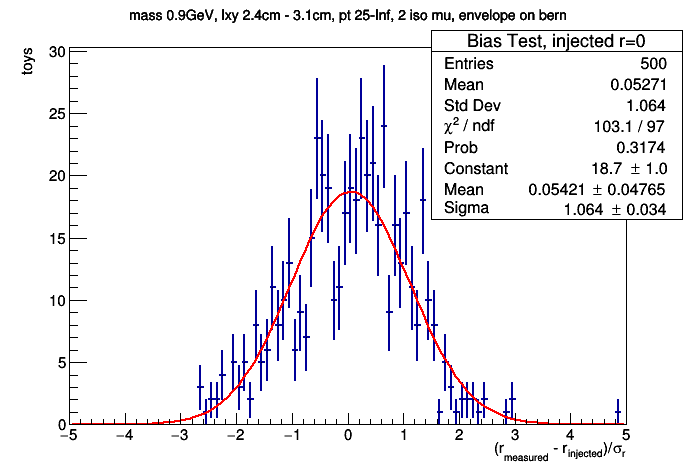 mass 0.9GeV, lxy 2.4cm - 3.1cm, pt 25-Inf, 2 iso mu, envelope on bern
Bias Test, injected r=0
Entries 500
Mean 0.05271
Std Dev 1.064
χ² / ndf 103.1 / 97
Prob 0.3174
Constant 18.7 ± 1.0
Mean 0.05421 ± 0.04765
Sigma 1.064 ± 0.034
toys
30
25
20
15
10
5
0
−5 −4 −3 −2 −1 0 1 2 3 4 5
(r_measured - r_injected)/σ_r